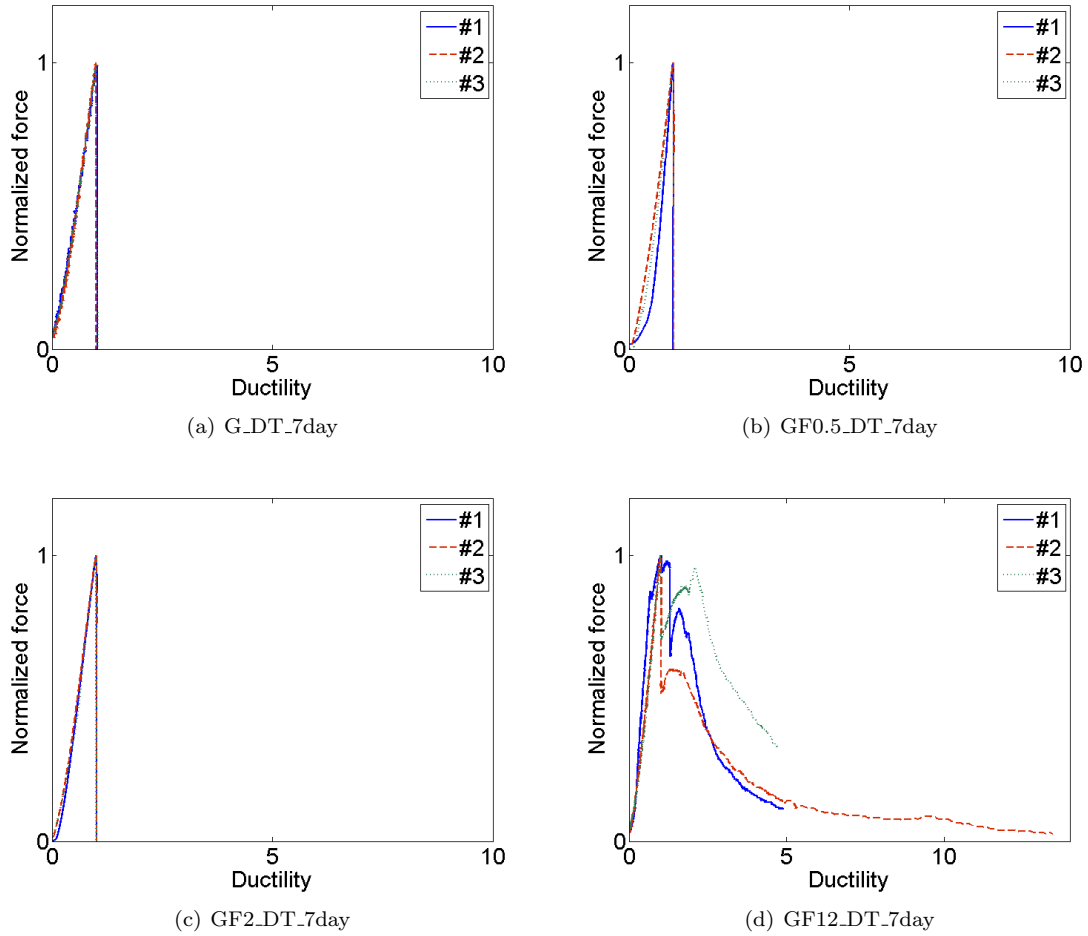 #1
#2
#3
1
0
Normalized force
0
5
10
Ductility
(a) G_DT_7day
#1
#2
#3
1
0
Normalized force
0
5
10
Ductility
(b) GF0.5_DT_7day
#1
#2
#3
1
0
Normalized force
0
5
10
Ductility
(c) GF2_DT_7day
#1
#2
#3
1
0
Normalized force
0
5
10
Ductility
(d) GF12_DT_7day